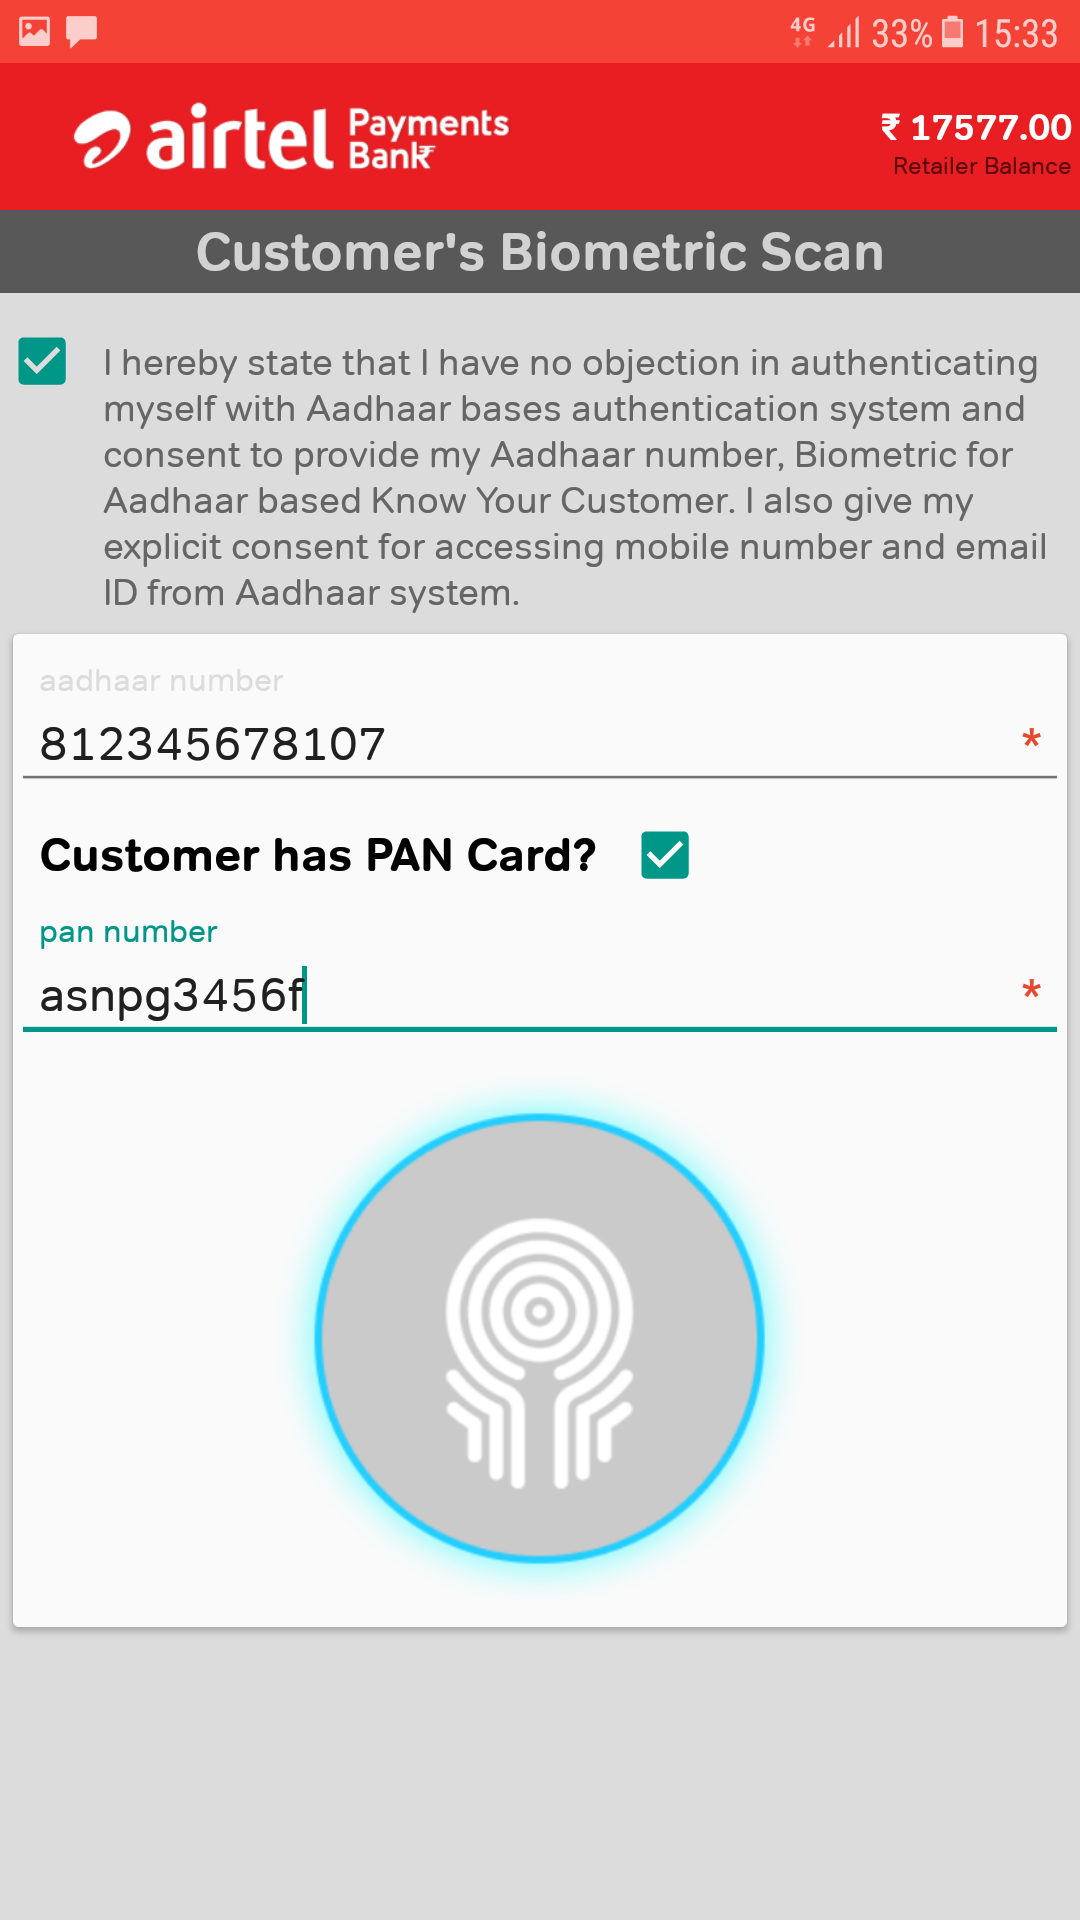 4G 33% 15:33
airtel Payments Bank
₹ 17577.00
Retailer Balance
Customer's Biometric Scan
I hereby state that I have no objection in authenticating
myself with Aadhaar bases authentication system and
consent to provide my Aadhaar number, Biometric for
Aadhaar based Know Your Customer. I also give my
explicit consent for accessing mobile number and email
ID from Aadhaar system.
aadhaar number
812345678107 *
Customer has PAN Card?
pan number
asnpg3456f *